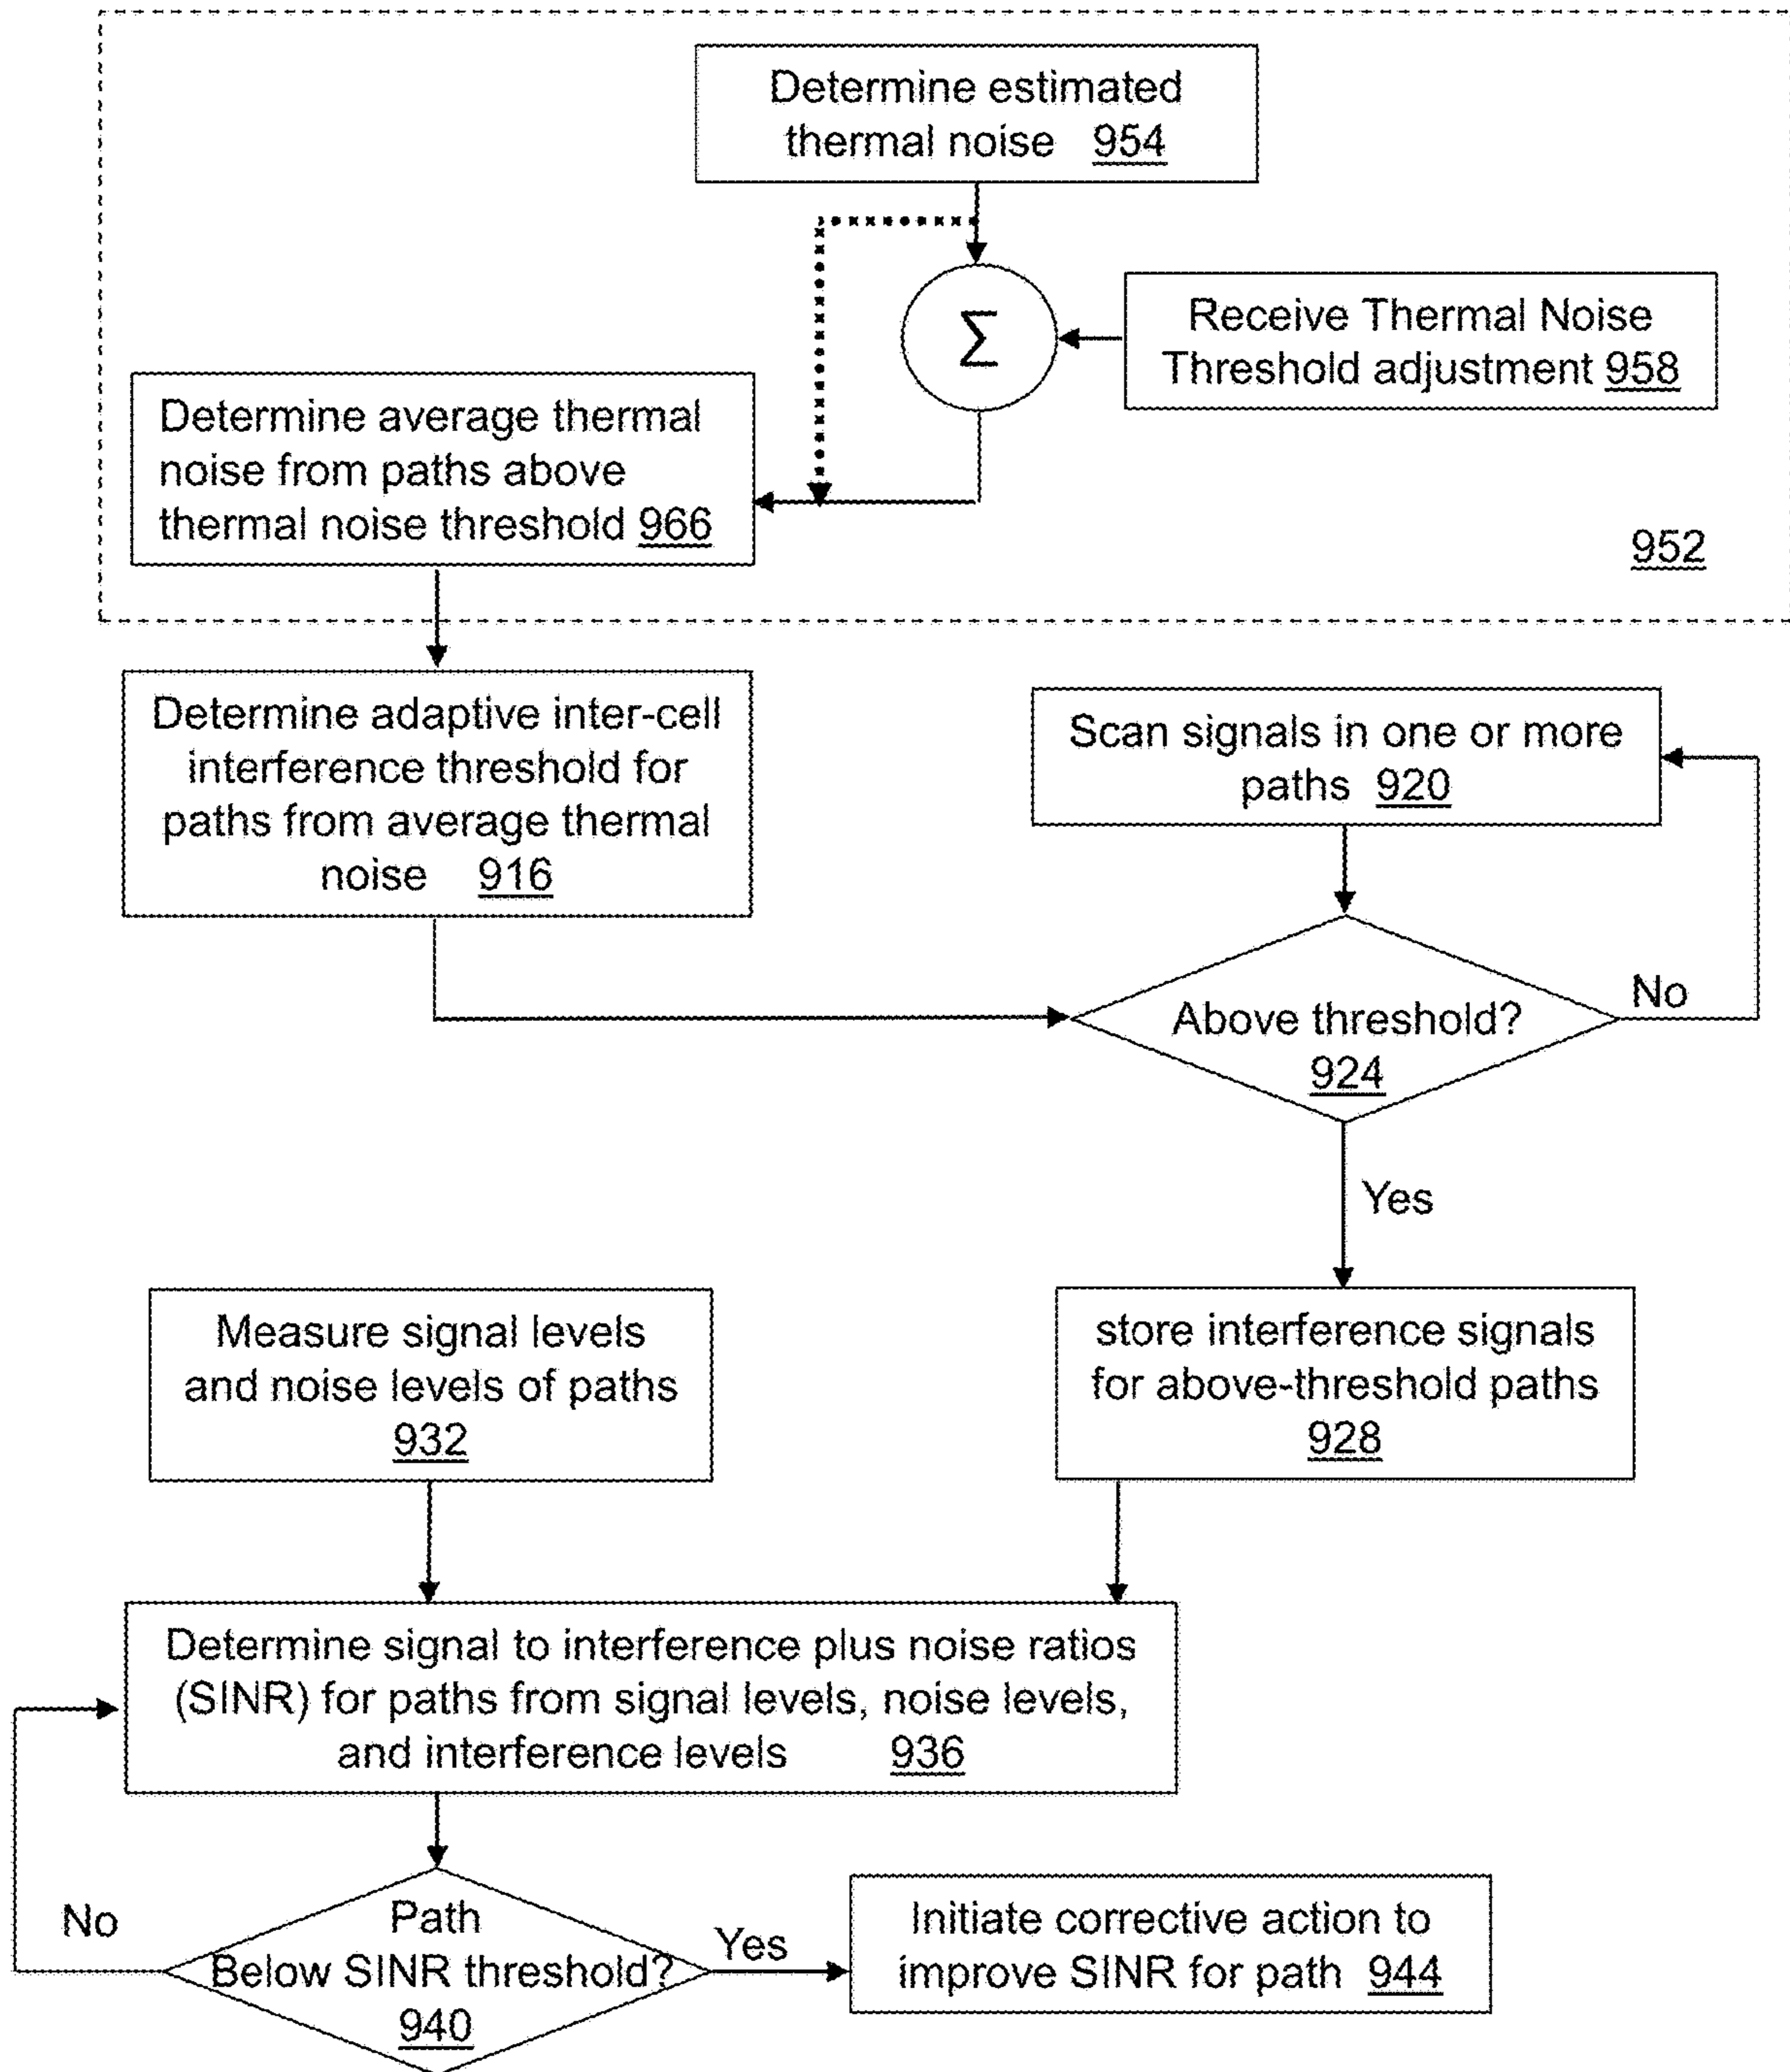 Determine estimated
thermal noise 954
Σ
Receive Thermal Noise
Threshold adjustment 958
Determine average thermal
noise from paths above
thermal noise threshold 966
952
Determine adaptive inter-cell
interference threshold for
paths from average thermal
noise 916
Scan signals in one or more
paths 920
Above threshold?
924
No
Yes
Measure signal levels
and noise levels of paths
932
store interference signals
for above-threshold paths
928
Determine signal to interference plus noise ratios
(SINR) for paths from signal levels, noise levels,
and interference levels 936
No
Path
Below SINR threshold?
940
Yes
Initiate corrective action to
improve SINR for path 944